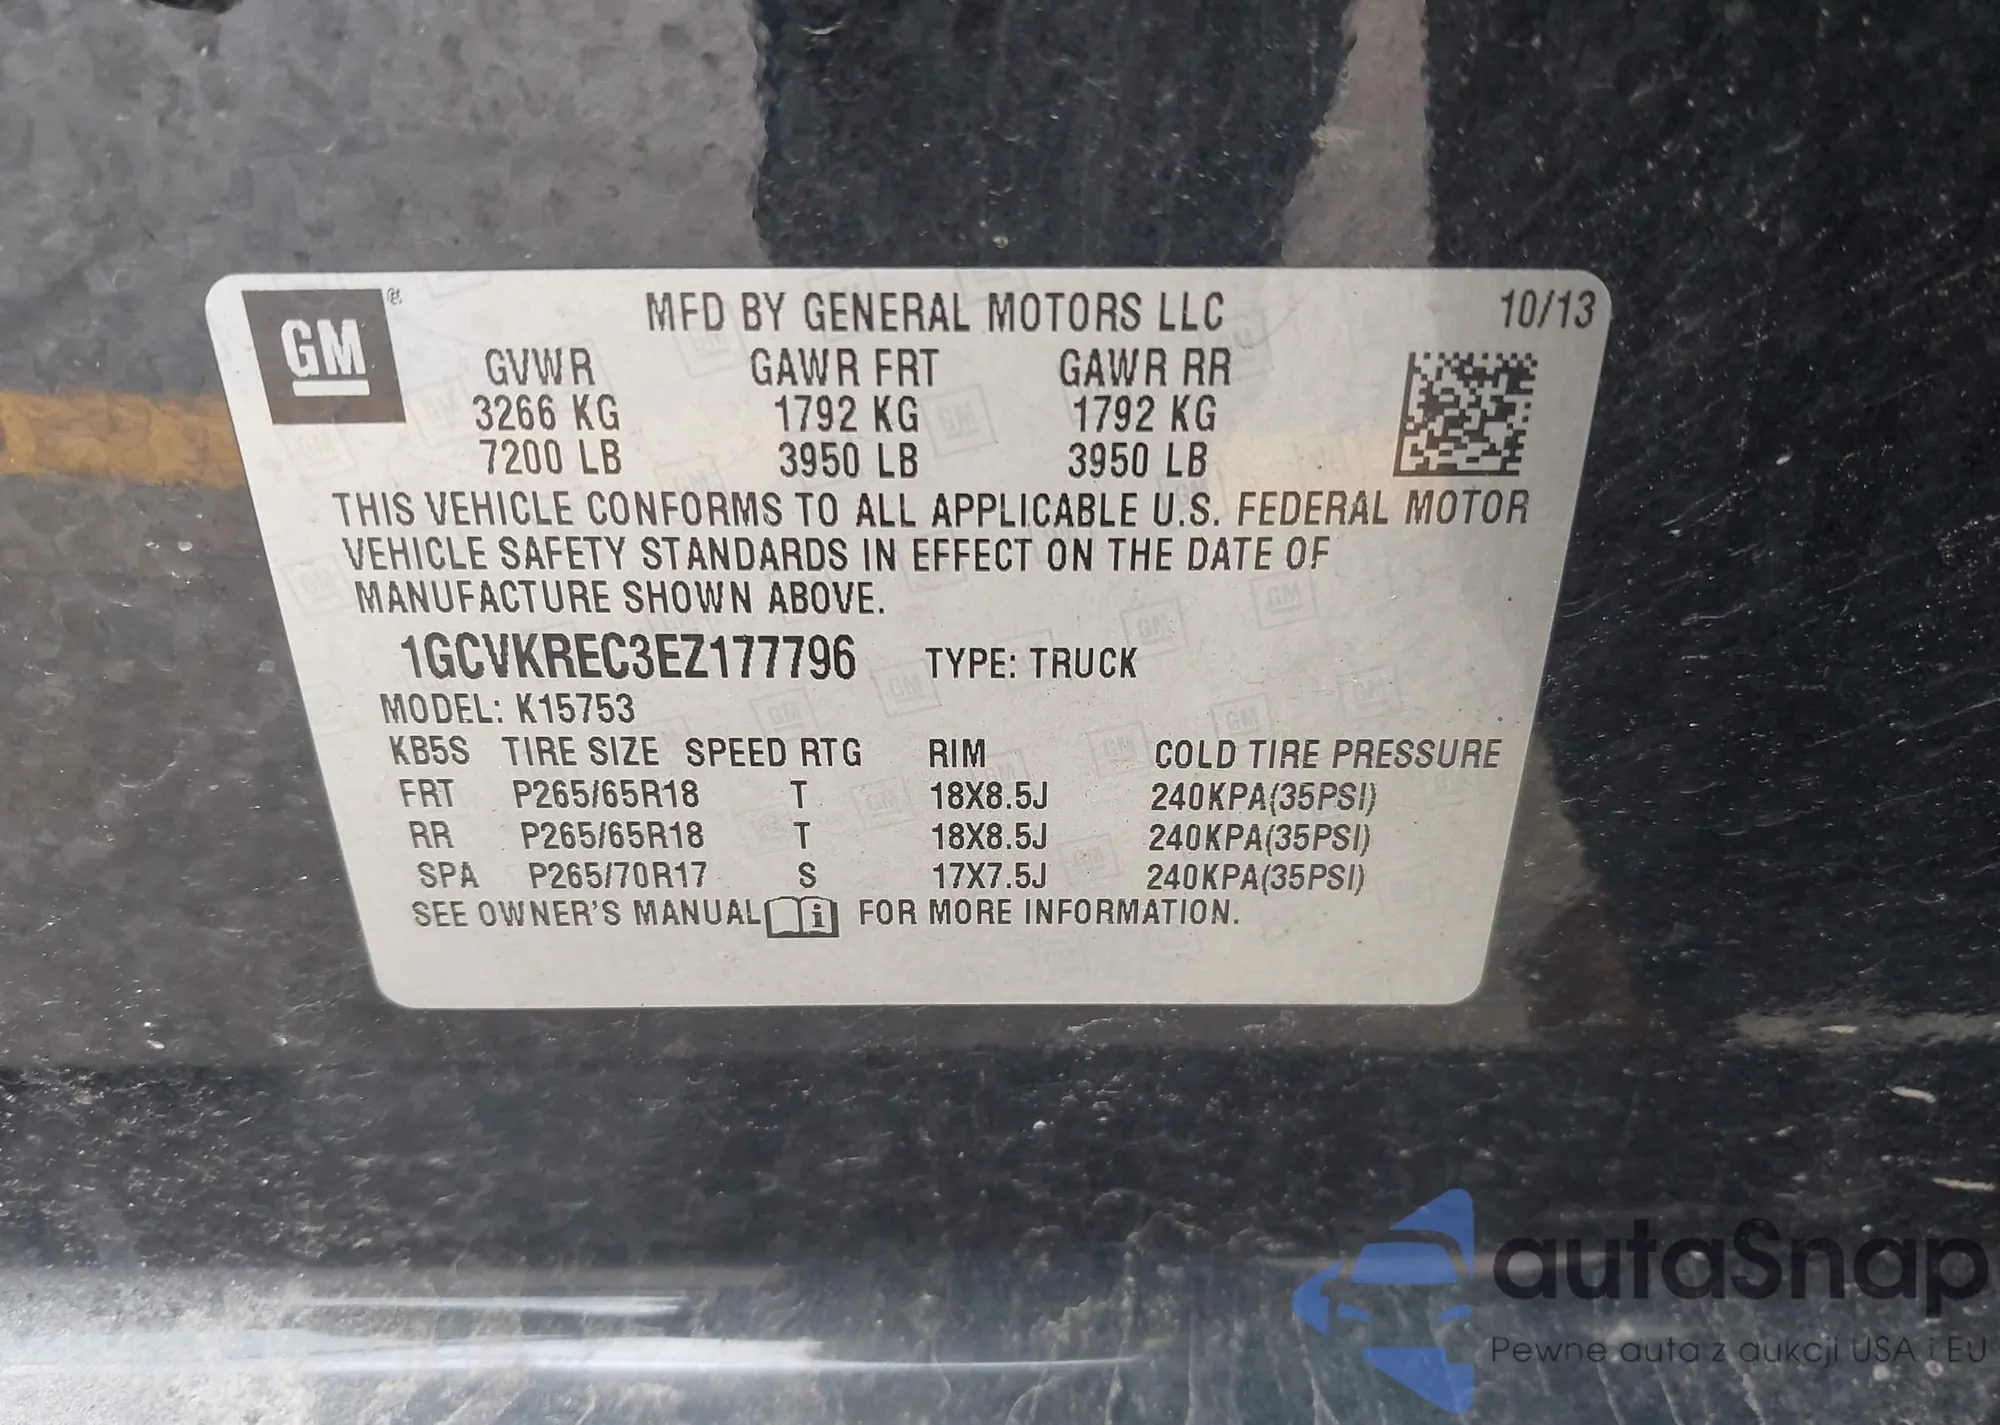 GM ®
MFD BY GENERAL MOTORS LLC 10/13
GVWR GAWR FRT GAWR RR
3266 KG 1792 KG 1792 KG
7200 LB 3950 LB 3950 LB
THIS VEHICLE CONFORMS TO ALL APPLICABLE U.S. FEDERAL MOTOR
VEHICLE SAFETY STANDARDS IN EFFECT ON THE DATE OF
MANUFACTURE SHOWN ABOVE.
1GCVKREC3EZ177796 TYPE: TRUCK
MODEL: K15753
KB5S TIRE SIZE SPEED RTG RIM COLD TIRE PRESSURE
FRT P265/65R18 T 18X8.5J 240KPA(35PSI)
RR P265/65R18 T 18X8.5J 240KPA(35PSI)
SPA P265/70R17 S 17X7.5J 240KPA(35PSI)
SEE OWNER'S MANUAL i FOR MORE INFORMATION.
autaSnap
Pewne auta z aukcji USA i EU